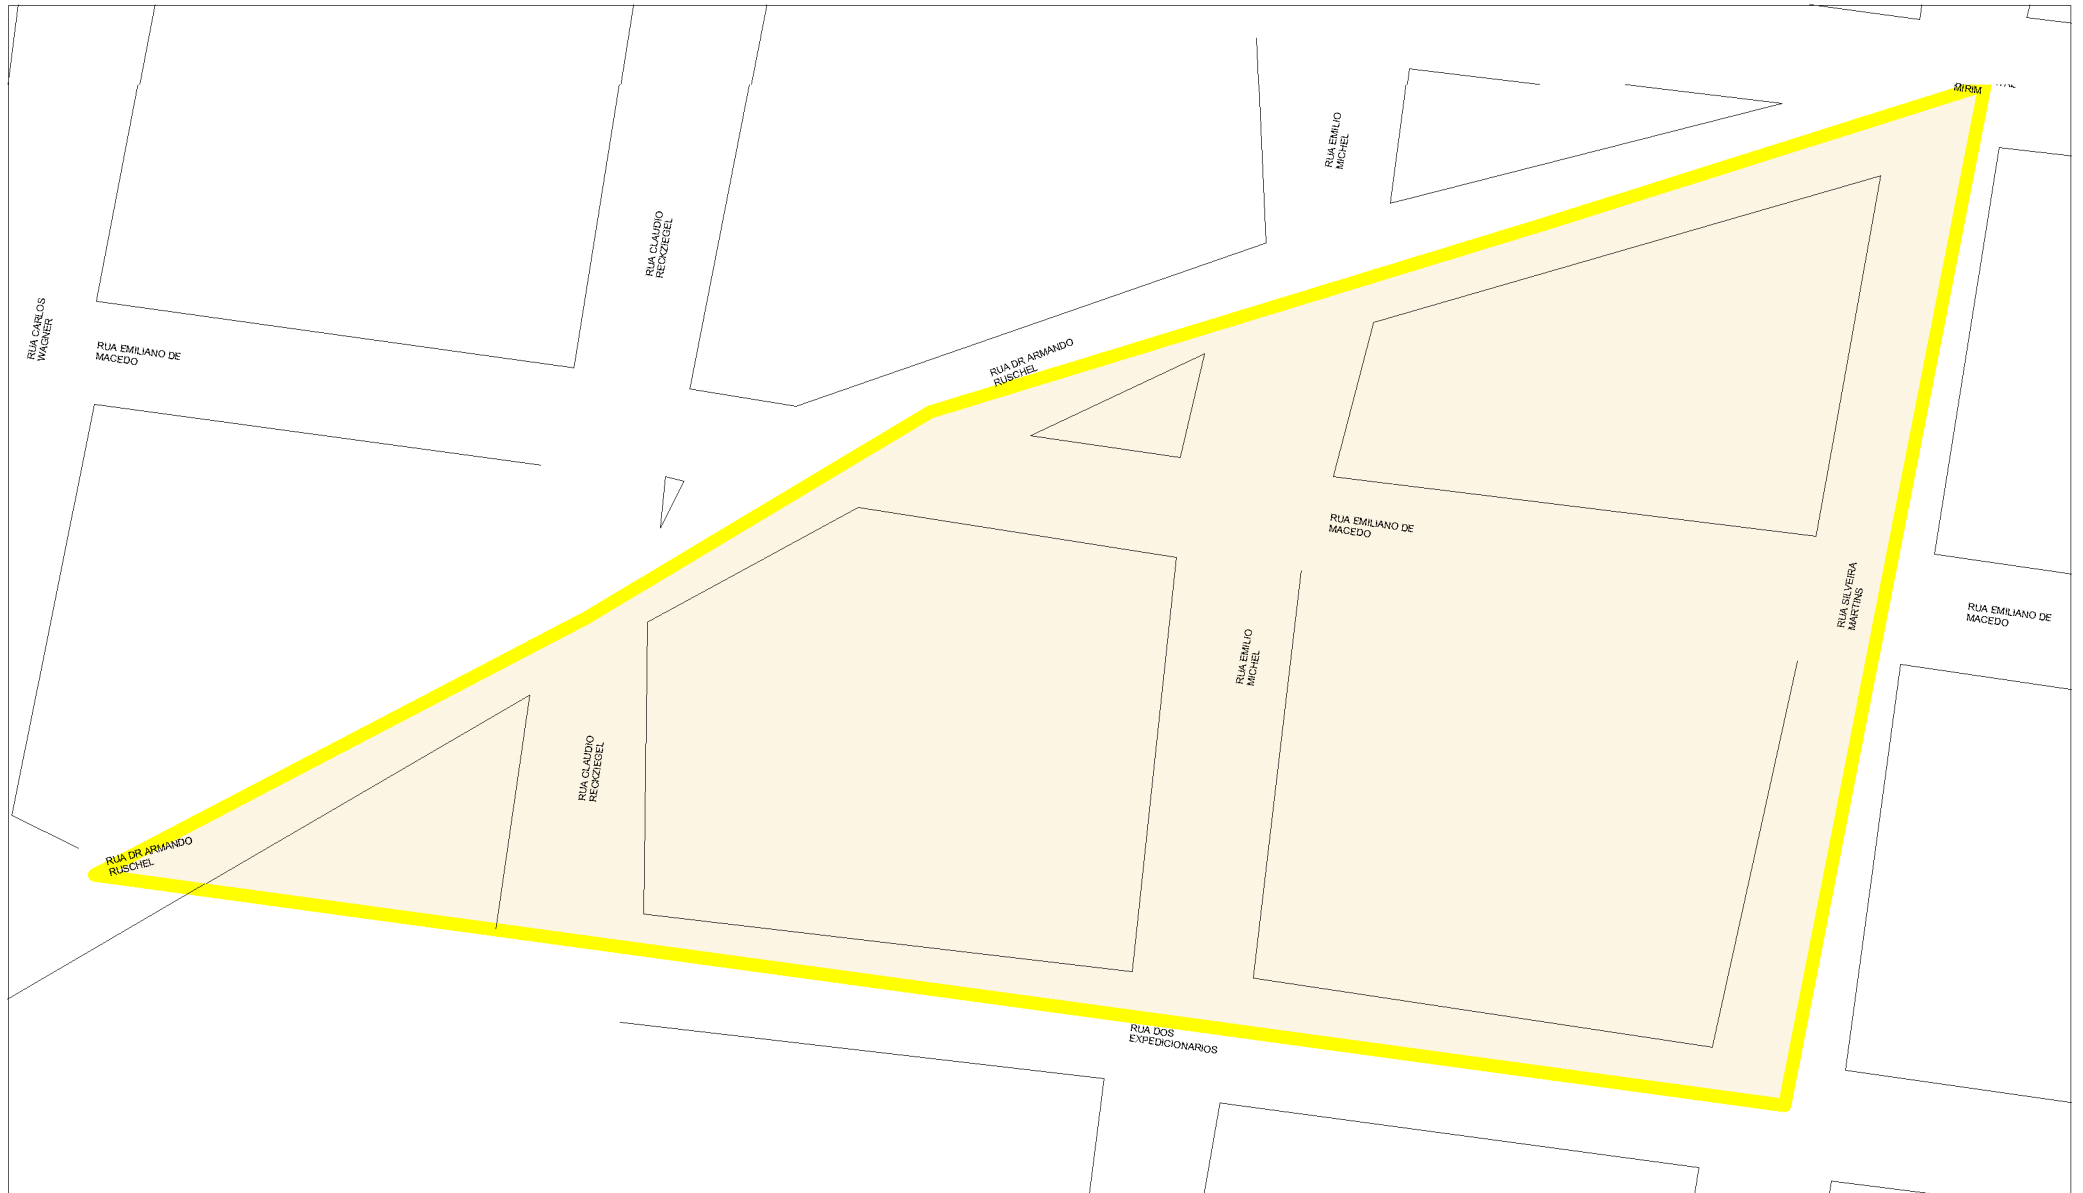 MIRIM
RUA EMILIO
MICHEL
RUA CLAUDIO
RECKZIEGEL
RUA CARLOS
WAGNER
RUA EMILIANO DE
MACEDO
RUA DR ARMANDO
RUSCHEL
RUA EMILIANO DE
MACEDO
RUA SILVEIRA
MARTINS
RUA EMILIANO DE
MACEDO
RUA EMILIO
MICHEL
RUA CLAUDIO
RECKZIEGEL
RUA DR ARMANDO
RUSCHEL
RUA DOS
EXPEDICIONARIOS